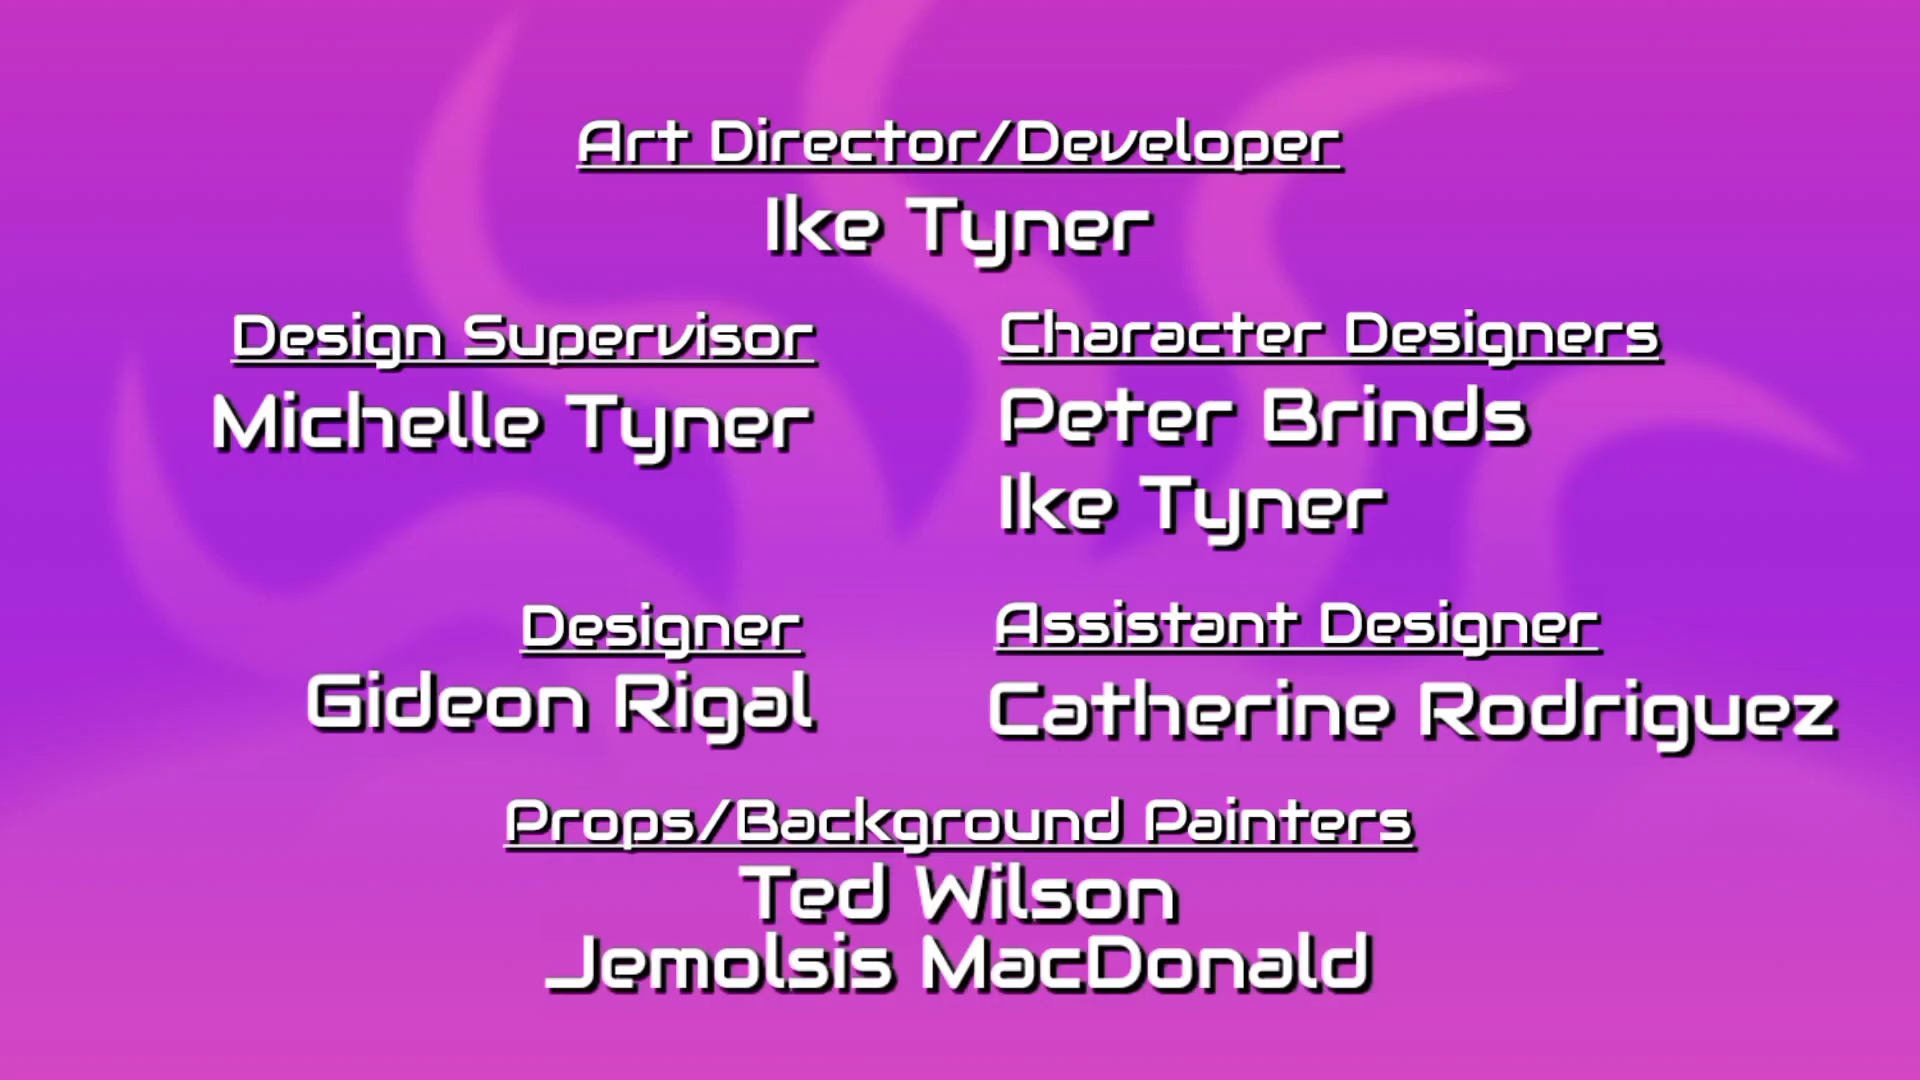 Art Director/Developer
Ike Tyner
Design Supervisor
Michelle Tyner
Character Designers
Peter Brinds
Ike Tyner
Designer
Gideon Rigal
Assistant Designer
Catherine Rodriguez
Props/Background Painters
Ted Wilson
Jemolsis MacDonald